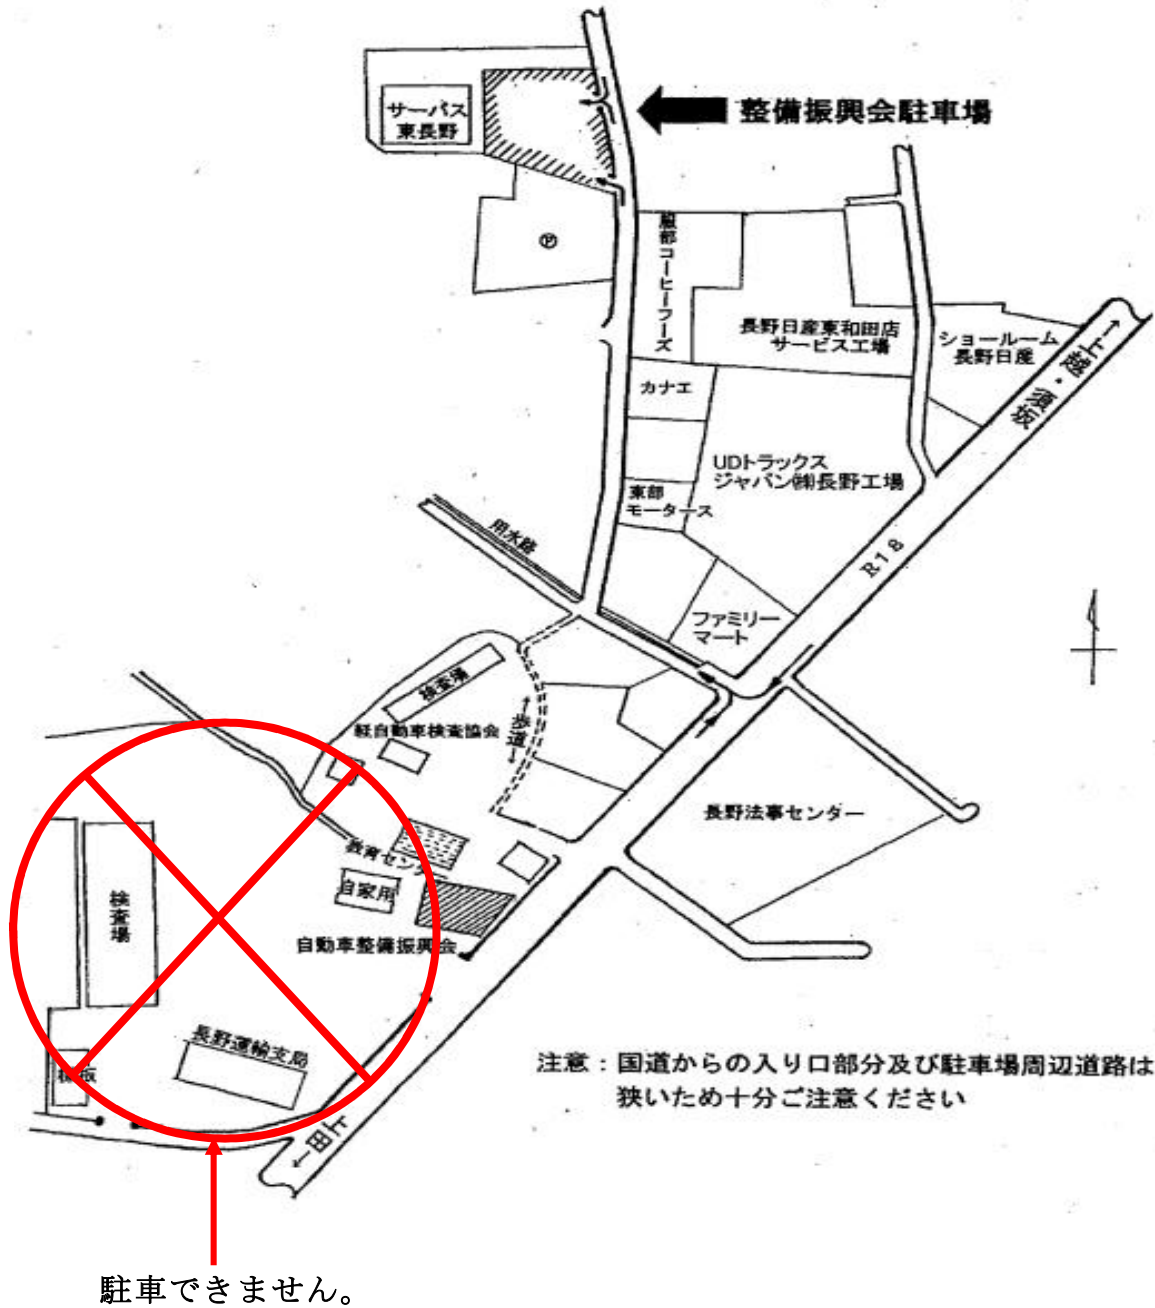 サーパス
東長野
整備振興会駐車場
Ⓟ
服部コーヒーフーズ
長野日産東和田店
サービス工場
ショールーム
長野日産
↑上越・須坂
カナエ
UDトラックス
ジャパン㈱長野工場
東部
モータース
R18
用水路
ファミリー
マート
検査場
軽自動車検査協会
←歩道→
長野法事センター
教育センター
自家用
検査場
自動車整備振興会
長野運輸支局
注意：国道からの入り口部分及び駐車場周辺道路は
狭いため十分ご注意ください
←上田
駐車できません。